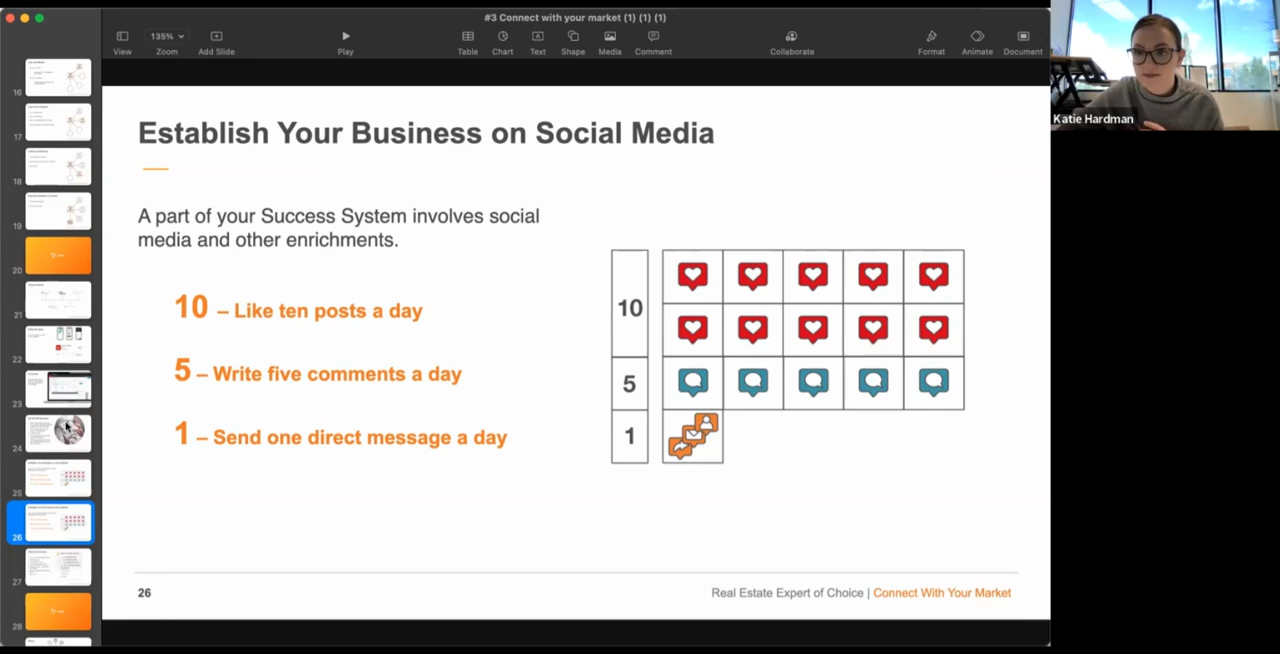 #3 Connect with your market (1) (1) (1)
135%
View
Zoom
Add Slide
Play
Table
Chart
Text
Shape
Media
Comment
Collaborate
Format
Animate
Document
Katie Hardman
16
17
18
19
20
21
22
23
24
25
26
27
28
Establish Your Business on Social Media
A part of your Success System involves social
media and other enrichments.
10 – Like ten posts a day
5 – Write five comments a day
1 – Send one direct message a day
10
5
1
26
Real Estate Expert of Choice | Connect With Your Market